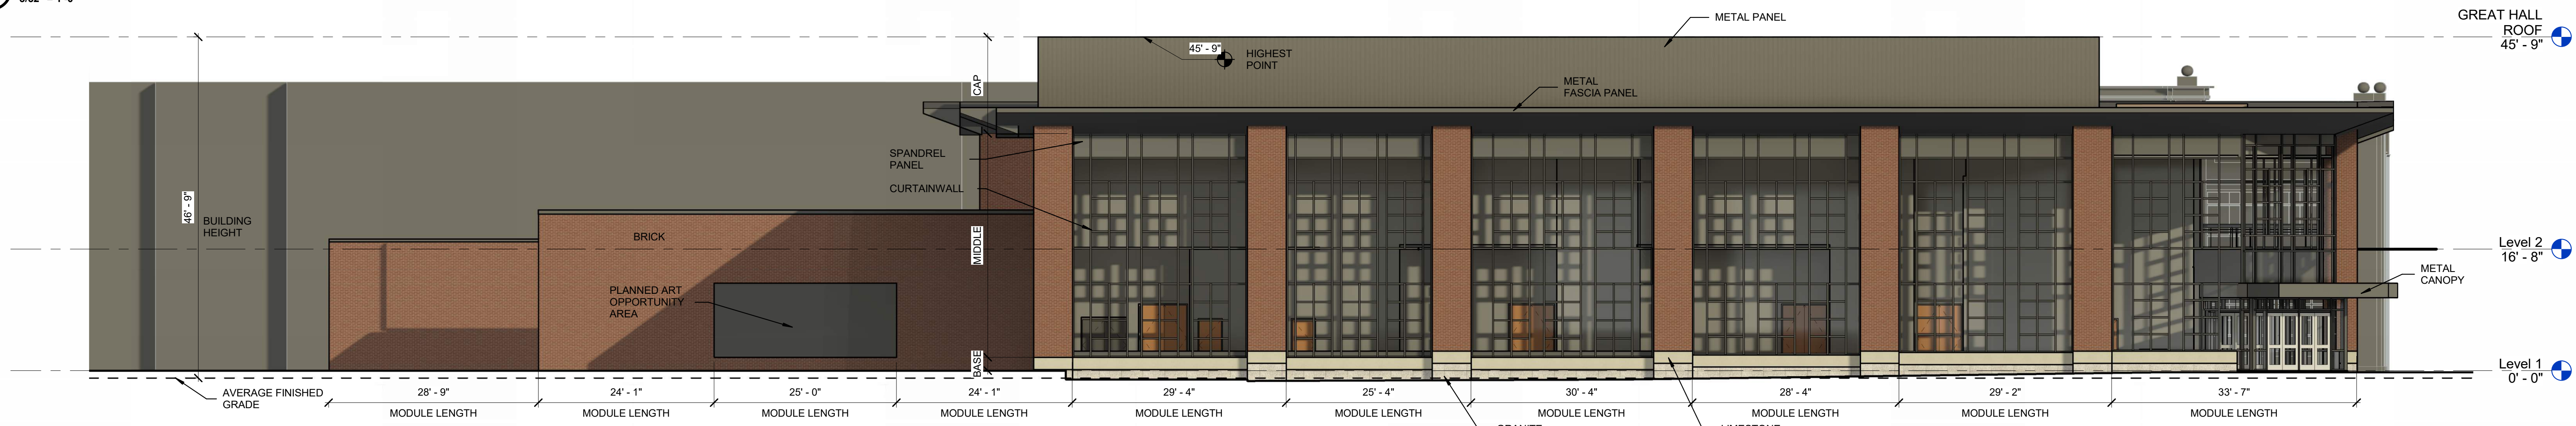 METAL PANEL
GREAT HALL
ROOF
45' - 9"
45' - 9"
HIGHEST
POINT
CAP
METAL
FASCIA PANEL
SPANDREL
PANEL
CURTAINWALL
46' - 9"
BUILDING
HEIGHT
BRICK
MIDDLE
Level 2
16' - 8"
METAL
CANOPY
PLANNED ART
OPPORTUNITY
AREA
BASE
Level 1
0' - 0"
AVERAGE FINISHED
GRADE
28' - 9"
MODULE LENGTH
24' - 1"
MODULE LENGTH
25' - 0"
MODULE LENGTH
24' - 1"
MODULE LENGTH
29' - 4"
MODULE LENGTH
25' - 4"
MODULE LENGTH
30' - 4"
MODULE LENGTH
28' - 4"
MODULE LENGTH
29' - 2"
MODULE LENGTH
33' - 7"
MODULE LENGTH